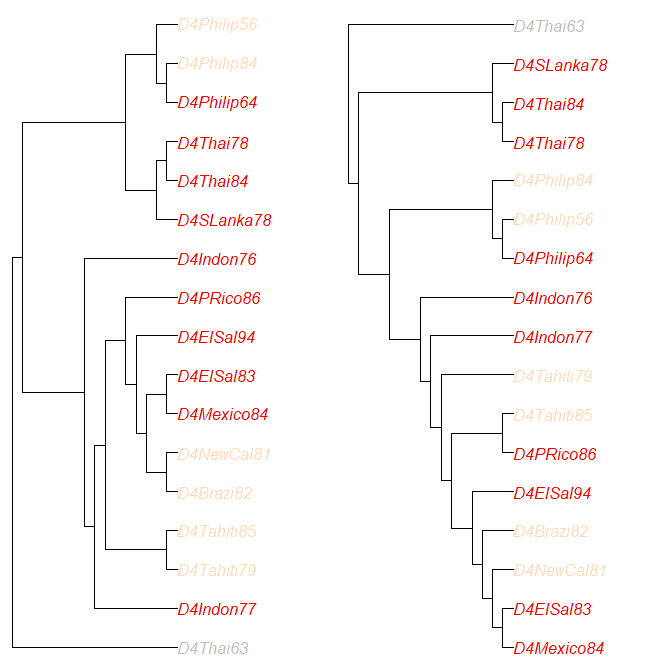 D4Philip56
D4Philip84
D4Philip64
D4Thai78
D4Thai84
D4SLanka78
D4Indon76
D4PRico86
D4ElSal94
D4ElSal83
D4Mexico84
D4NewCal81
D4Brazi82
D4Tahiti85
D4Tahiti79
D4Indon77
D4Thai63
D4Thai63
D4SLanka78
D4Thai84
D4Thai78
D4Philip84
D4Philip56
D4Philip64
D4Indon76
D4Indon77
D4Tahiti79
D4Tahiti85
D4PRico86
D4ElSal94
D4Brazi82
D4NewCal81
D4ElSal83
D4Mexico84